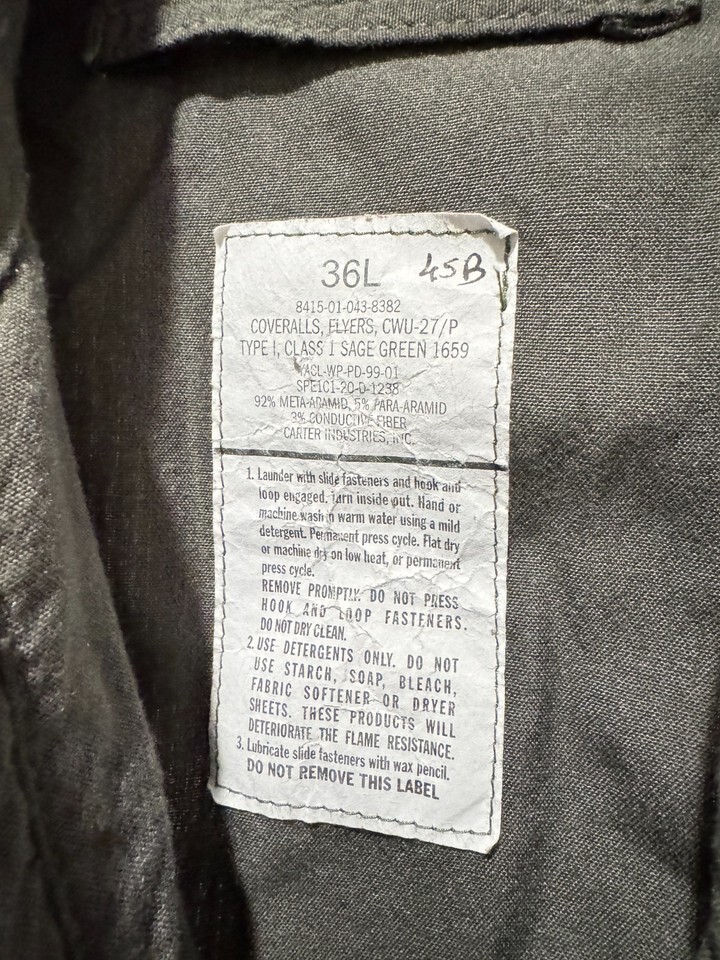 36L 45B
8415-01-043-8382
COVERALLS, FLYERS, CWU-27/P
TYPE I, CLASS 1 SAGE GREEN 1659
ASL-WP-PD-99-01
SPE1C1-20-D-1238
92% META-ARAMID, 5% PARA-ARAMID
3% CONDUCTIVE FIBER
CARTER INDUSTRIES, INC.
1. Launder with slide fasteners and hook and
loop engaged, turn inside out. Hand or
machine wash in warm water using a mild
detergent. Permanent press cycle. Flat dry
or machine dry on low heat, or permanent
press cycle.
REMOVE PROMPTLY. DO NOT PRESS
HOOK AND LOOP FASTENERS.
DO NOT DRY CLEAN.
2. USE DETERGENTS ONLY. DO NOT
USE STARCH, SOAP, BLEACH,
FABRIC SOFTENER OR DRYER
SHEETS. THESE PRODUCTS WILL
DETERIORATE THE FLAME RESISTANCE.
3. Lubricate slide fasteners with wax pencil.
DO NOT REMOVE THIS LABEL